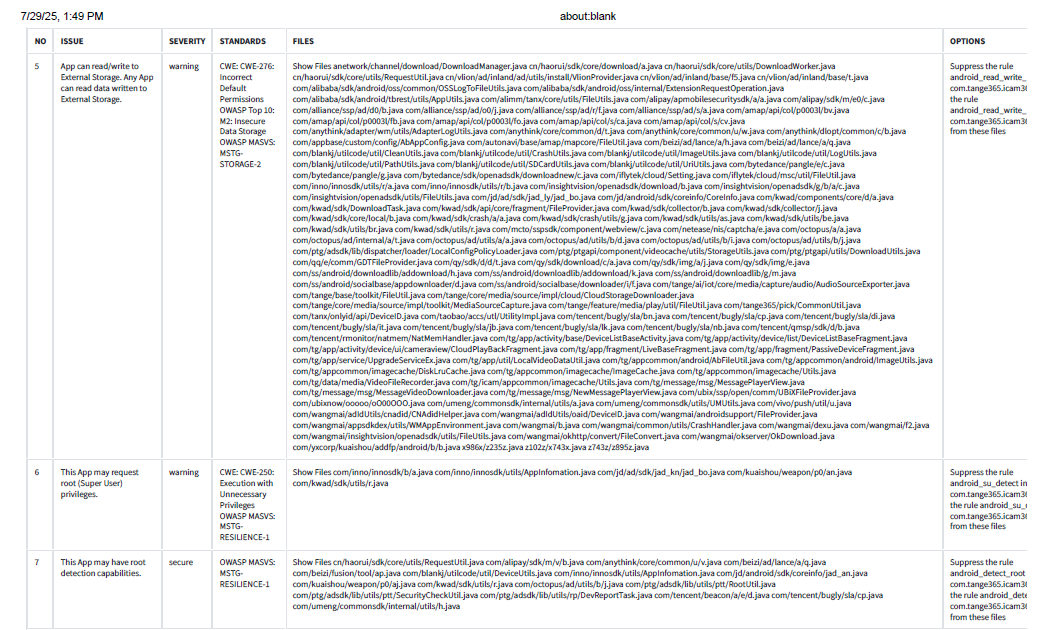 7/29/25, 1:49 PM about:blank
NO ISSUE SEVERITY STANDARDS FILES OPTIONS
5
App can read/write to
External Storage. Any App
can read data written to
External Storage.
warning
CWE: CWE-276:
Incorrect
Default
Permissions
OWASP Top 10:
M2: Insecure
Data Storage
OWASP MASVS:
MSTG-
STORAGE-2
Show Files anetwork/channel/download/DownloadManager.java cn/haorui/sdk/core/download/a.java cn/haorui/sdk/core/utils/DownloadWorker.java
cn/haorui/sdk/core/utils/RequestUtil.java cn/vlion/ad/inland/ad/utils/install/VlionProvider.java cn/vlion/ad/inland/base/f5.java cn/vlion/ad/inland/base/t.java
com/alibaba/sdk/android/oss/common/OSSLogToFileUtils.java com/alibaba/sdk/android/oss/internal/ExtensionRequestOperation.java
com/alibaba/sdk/android/tbrest/utils/AppUtils.java com/alimm/tanx/core/utils/FileUtils.java com/alipay/apmobilesecuritysdk/a/a.java com/alipay/sdk/m/e0/c.java
com/alliance/ssp/ad/d0/b.java com/alliance/ssp/ad/o0/j.java com/alliance/ssp/ad/s/a.java com/alliance/ssp/ad/r/f.java com/amap/api/col/p0003l/bv.java
com/amap/api/col/p0003l/fb.java com/amap/api/col/p0003l/fo.java com/amap/api/col/s/ca.java com/amap/api/col/s/cv.java
com/anythink/adapter/wm/utils/AdapterLogUtils.java com/anythink/core/common/d/t.java com/anythink/core/common/u/w.java com/anythink/dlopt/common/c/b.java
com/appbase/custom/config/AbAppConfig.java com/autonavi/base/amap/mapcore/FileUtil.java com/beizi/ad/lance/a/h.java com/beizi/ad/lance/a/q.java
com/blankj/utilcode/util/CleanUtils.java com/blankj/utilcode/util/CrashUtils.java com/blankj/utilcode/util/ImageUtils.java com/blankj/utilcode/util/LogUtils.java
com/blankj/utilcode/util/PathUtils.java com/blankj/utilcode/util/SDCardUtils.java com/blankj/utilcode/util/UriUtils.java com/bytedance/pangle/e/c.java
com/bytedance/pangle/g.java com/bytedance/sdk/openadsdk/downloadnew/c.java com/iflytek/cloud/Setting.java com/iflytek/cloud/msc/util/FileUtil.java
com/inno/innosdk/utils/r/a.java com/inno/innosdk/utils/r/b.java com/insightvision/openadsdk/download/b.java com/insightvision/openadsdk/g/b/a/c.java
com/insightvision/openadsdk/utils/FileUtils.java com/jd/ad/sdk/jad_ly/jad_bo.java com/jd/android/sdk/coreinfo/CoreInfo.java com/kwad/components/core/d/a.java
com/kwad/sdk/DownloadTask.java com/kwad/sdk/api/core/fragment/FileProvider.java com/kwad/sdk/collector/b.java com/kwad/sdk/collector/j.java
com/kwad/sdk/core/local/b.java com/kwad/sdk/crash/a/a.java com/kwad/sdk/crash/utils/g.java com/kwad/sdk/utils/as.java com/kwad/sdk/utils/be.java
com/kwad/sdk/utils/br.java com/kwad/sdk/utils/r.java com/mcto/sspsdk/component/webview/c.java com/netease/nis/captcha/e.java com/octopus/a/a.java
com/octopus/ad/internal/a/t.java com/octopus/ad/utils/a/a.java com/octopus/ad/utils/b/d.java com/octopus/ad/utils/b/i.java com/octopus/ad/utils/b/j.java
com/ptg/adsdk/lib/dispatcher/loader/LocalConfigPolicyLoader.java com/ptg/ptgapi/component/videocache/utils/StorageUtils.java com/ptg/ptgapi/utils/DownloadUtils.java
com/qq/e/comm/GDTFileProvider.java com/qy/sdk/d/d/t.java com/qy/sdk/download/c/a.java com/qy/sdk/img/a/j.java com/qy/sdk/img/e.java
com/ss/android/downloadlib/addownload/h.java com/ss/android/downloadlib/addownload/k.java com/ss/android/downloadlib/g/m.java
com/ss/android/socialbase/appdownloader/d.java com/ss/android/socialbase/downloader/i/f.java com/tange/ai/iot/core/media/capture/audio/AudioSourceExporter.java
com/tange/base/toolkit/FileUtil.java com/tange/core/media/source/impl/cloud/CloudStorageDownloader.java
com/tange/core/media/source/impl/toolkit/MediaSourceCapture.java com/tange/feature/media/play/util/FileUtil.java com/tange365/pick/CommonUtil.java
com/tanx/onlyid/api/DeviceID.java com/taobao/accs/utl/UtilityImpl.java com/tencent/bugly/sla/bn.java com/tencent/bugly/sla/cp.java com/tencent/bugly/sla/di.java
com/tencent/bugly/sla/it.java com/tencent/bugly/sla/jb.java com/tencent/bugly/sla/lk.java com/tencent/bugly/sla/nb.java com/tencent/qmsp/sdk/d/b.java
com/tencent/rmonitor/natmem/NatMemHandler.java com/tg/app/activity/base/DeviceListBaseActivity.java com/tg/app/activity/device/list/DeviceListBaseFragment.java
com/tg/app/activity/device/ui/cameraview/CloudPlayBackFragment.java com/tg/app/fragment/LiveBaseFragment.java com/tg/app/fragment/PassiveDeviceFragment.java
com/tg/app/service/UpgradeServiceEx.java com/tg/app/util/LocalVideoDataUtil.java com/tg/appcommon/android/AbFileUtil.java com/tg/appcommon/android/ImageUtils.java
com/tg/appcommon/imagecache/DiskLruCache.java com/tg/appcommon/imagecache/ImageCache.java com/tg/appcommon/imagecache/Utils.java
com/tg/data/media/VideoFileRecorder.java com/tg/icam/appcommon/imagecache/Utils.java com/tg/message/msg/MessagePlayerView.java
com/tg/message/msg/MessageVideoDownloader.java com/tg/message/msg/NewMessagePlayerView.java com/ubix/ssp/open/comm/UBiXFileProvider.java
com/umeng/commonsdk/internal/utils/a.java com/umeng/commonsdk/utils/UMUtils.java com/vivo/push/util/u.java
com/wangmai/adIdUtils/cnadid/CNAdidHelper.java com/wangmai/adIdUtils/oaid/DeviceID.java com/wangmai/androidsupport/FileProvider.java
com/wangmai/appsdkdex/utils/WMAppEnvironment.java com/wangmai/b.java com/wangmai/common/utils/CrashHandler.java com/wangmai/dexu.java com/wangmai/f2.java
com/wangmai/insightvision/openadsdk/utils/FileUtils.java com/wangmai/okhttp/convert/FileConvert.java com/wangmai/okserver/OkDownload.java
com/yxcorp/kuaishou/addfp/android/b/b.java x986x/z235z.java z102z/x743x.java z743z/z895z.java
Suppress the rule
android_read_write_
the rule
android_read_write_
com.tange365.icam36
from these files
6
This App may request
root (Super User)
privileges.
warning
CWE: CWE-250:
Execution with
Unnecessary
Privileges
OWASP MASVS:
MSTG-
RESILIENCE-1
Show Files com/inno/innosdk/b/a.java com/inno/innosdk/utils/AppInfomation.java com/jd/ad/sdk/jad_kn/jad_bo.java com/kuaishou/weapon/p0/an.java
com/kwad/sdk/utils/r.java
Suppress the rule
android_su_detect in
com.tange365.icam36
the rule android_su_
com.tange365.icam36
from these files
7
This App may have root
detection capabilities.
secure
OWASP MASVS:
MSTG-
RESILIENCE-1
Show Files cn/haorui/sdk/core/utils/RequestUtil.java com/alipay/sdk/m/v/b.java com/anythink/core/common/u/v.java com/beizi/ad/lance/a/q.java
com/beizi/fusion/tool/ap.java com/blankj/utilcode/util/DeviceUtils.java com/inno/innosdk/utils/AppInfomation.java com/jd/android/sdk/coreinfo/jad_an.java
com/kuaishou/weapon/p0/aj.java com/kwad/sdk/utils/r.java com/octopus/ad/utils/b/j.java com/ptg/adsdk/lib/utils/ptt/RootUtil.java
com/ptg/adsdk/lib/utils/ptt/SecurityCheckUtil.java com/ptg/adsdk/lib/utils/rp/DevReportTask.java com/tencent/beacon/a/e/d.java com/tencent/bugly/sla/cp.java
com/umeng/commonsdk/internal/utils/h.java
Suppress the rule
android_detect_root
com.tange365.icam36
the rule android_dete
com.tange365.icam36
from these files